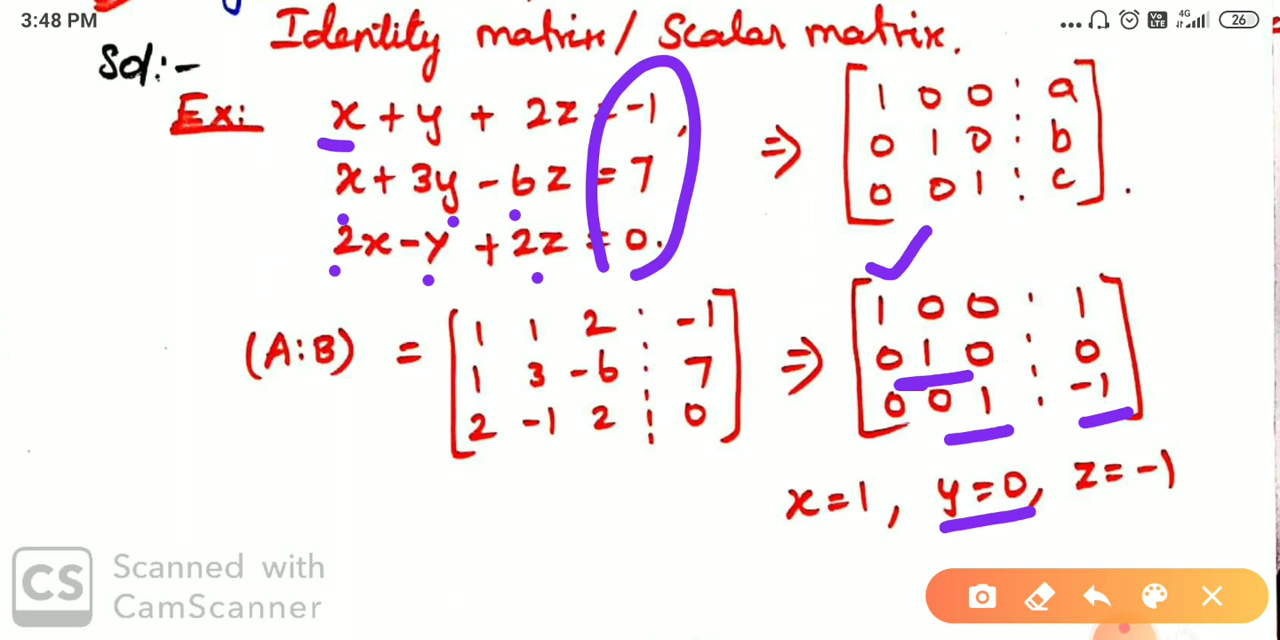 3:48 PM
4G
26
Identity matrix / Scalar matrix.
Sol:-
Ex: x + y + 2z = -1,
x + 3y - 6z = 7
2x - y + 2z = 0.
⇒ [1 0 0 : a
0 1 0 : b
0 0 1 : c].
(A:B) = [1 1 2 : -1
1 3 -6 : 7
2 -1 2 : 0]
⇒ [1 0 0 : 1
0 1 0 : 0
0 0 1 : -1]
x=1, y=0, z=-1
CS
Scanned with
CamScanner